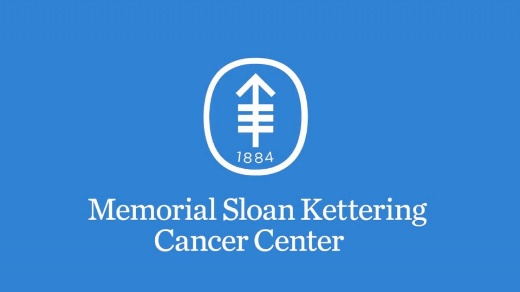 1884
Memorial Sloan Kettering
Cancer Center